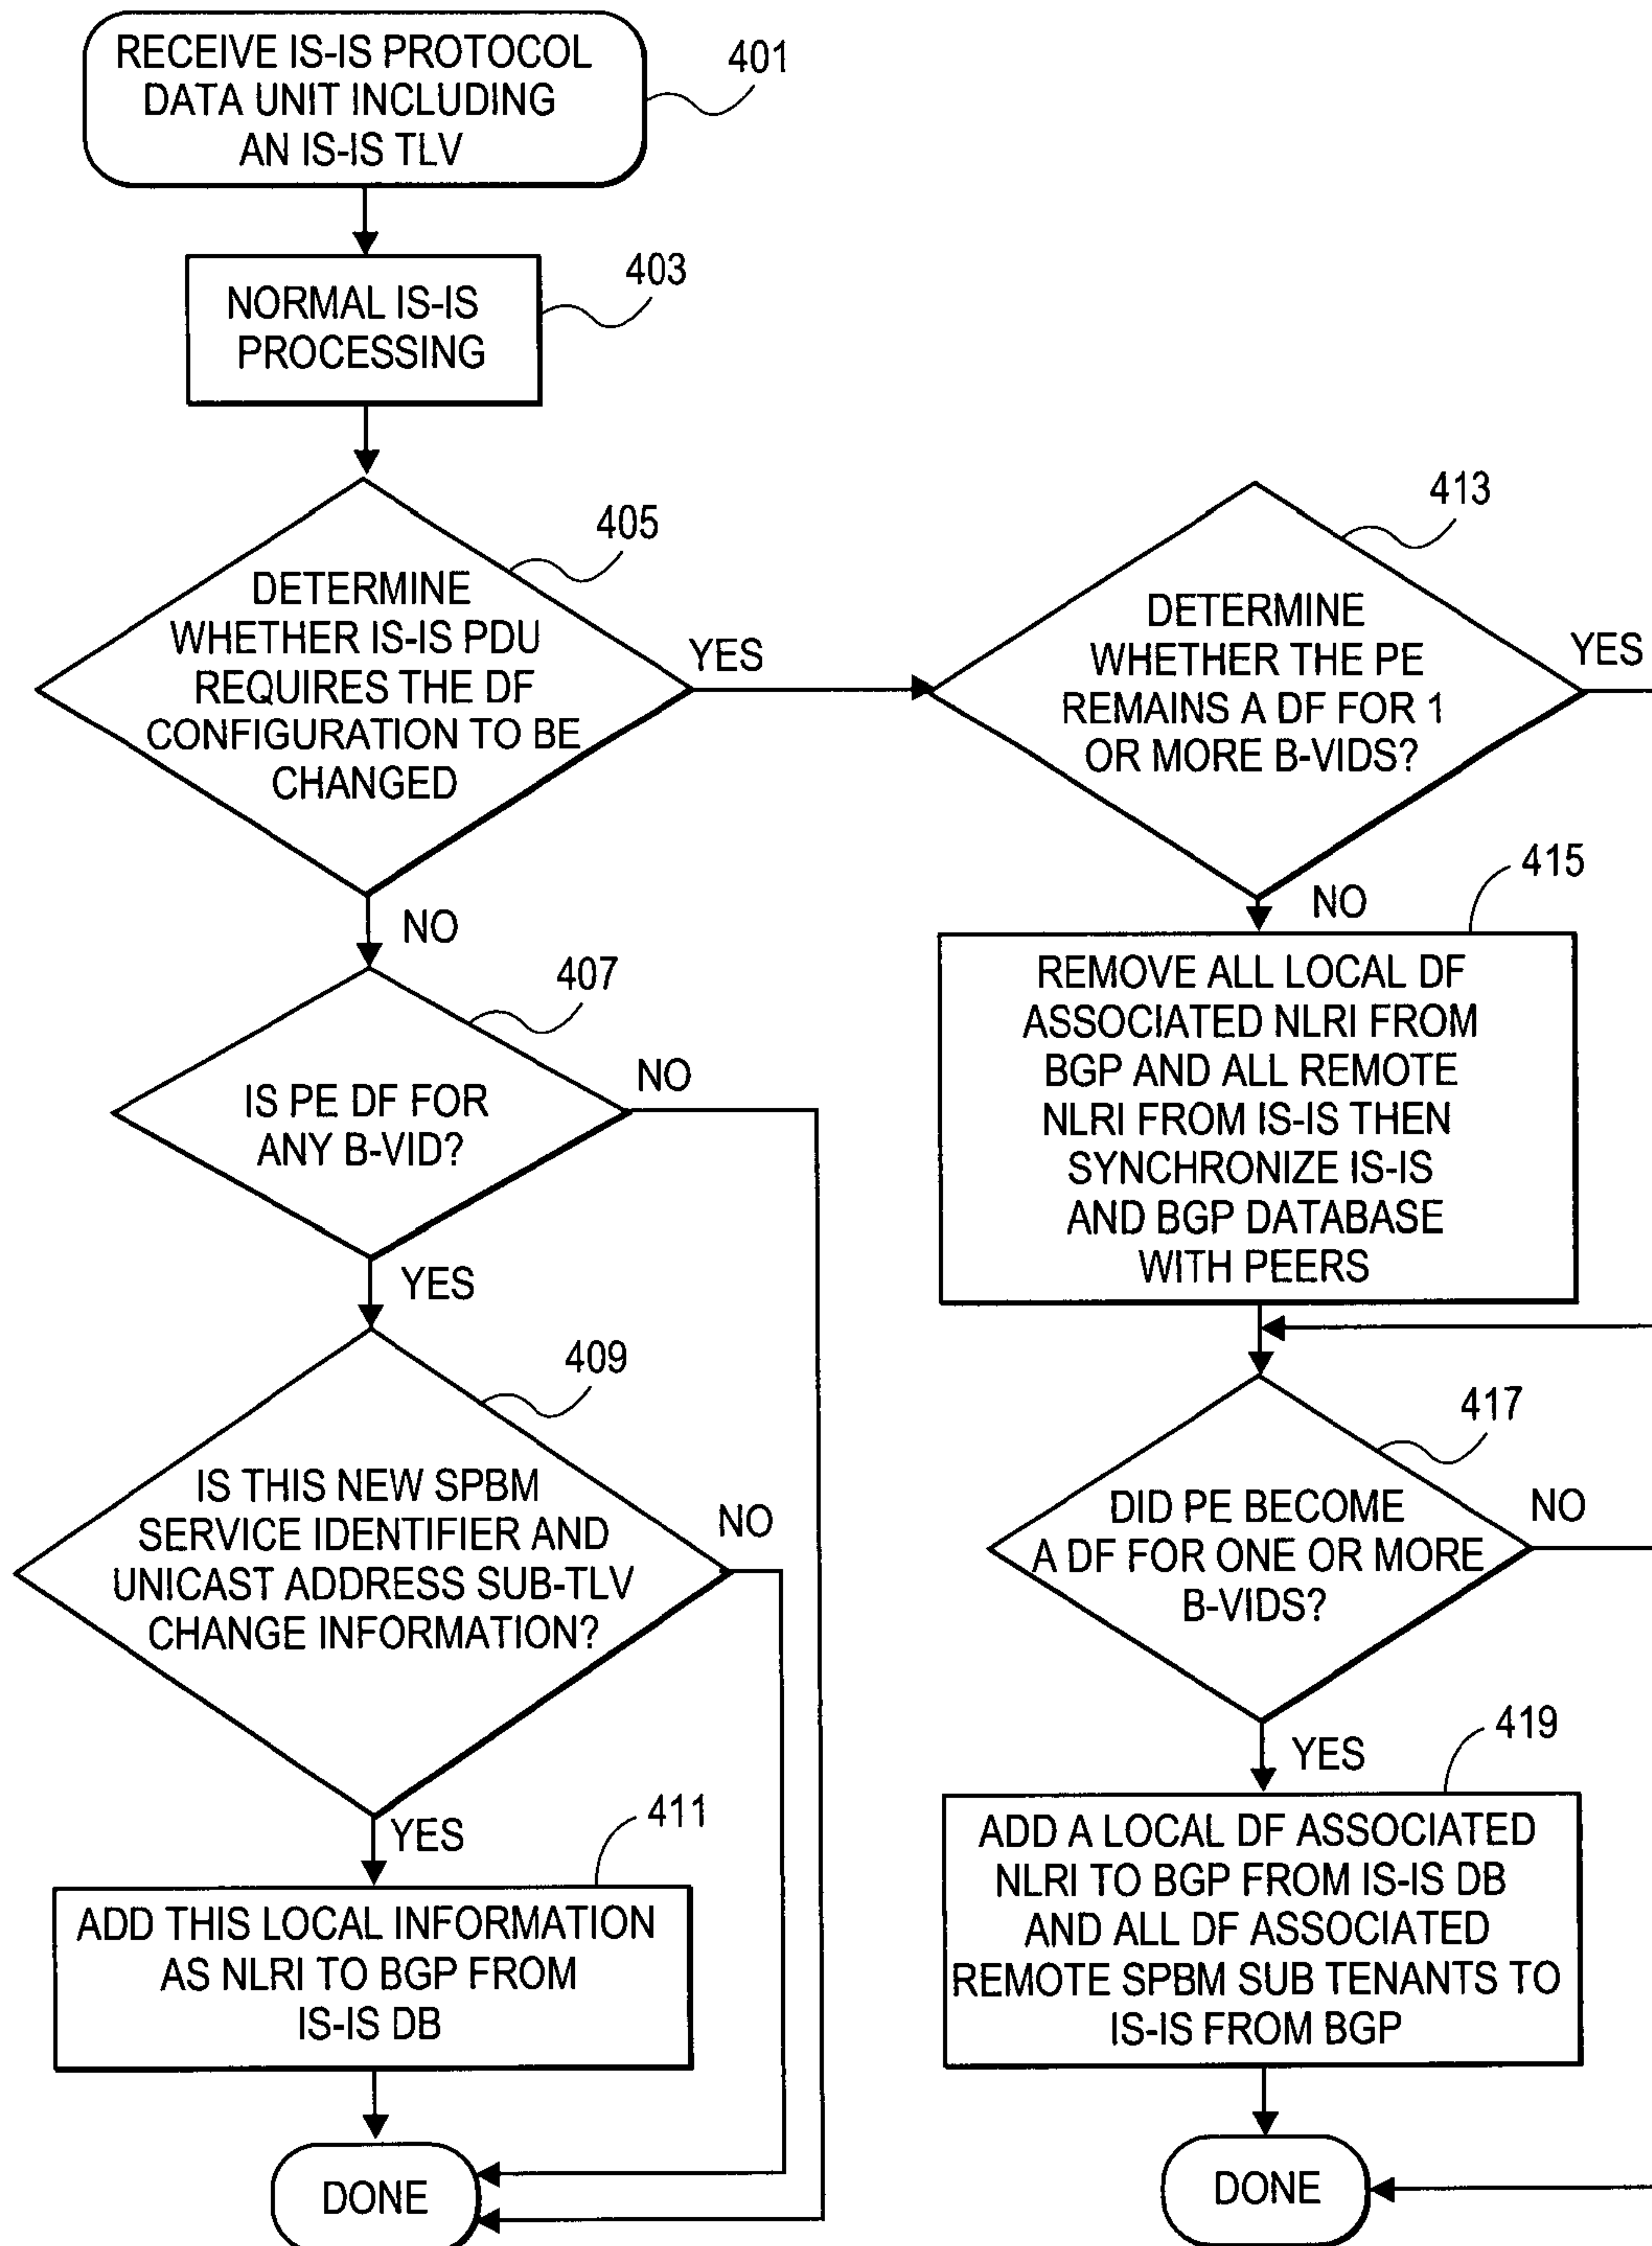 RECEIVE IS-IS PROTOCOL
DATA UNIT INCLUDING
AN IS-IS TLV
401
NORMAL IS-IS
PROCESSING
403
DETERMINE
WHETHER IS-IS PDU
REQUIRES THE DF
CONFIGURATION TO BE
CHANGED
405
YES
NO
IS PE DF FOR
ANY B-VID?
407
NO
YES
IS THIS NEW SPBM
SERVICE IDENTIFIER AND
UNICAST ADDRESS SUB-TLV
CHANGE INFORMATION?
409
NO
YES
ADD THIS LOCAL INFORMATION
AS NLRI TO BGP FROM
IS-IS DB
411
DONE
DETERMINE
WHETHER THE PE
REMAINS A DF FOR 1
OR MORE B-VIDS?
413
YES
NO
REMOVE ALL LOCAL DF
ASSOCIATED NLRI FROM
BGP AND ALL REMOTE
NLRI FROM IS-IS THEN
SYNCHRONIZE IS-IS
AND BGP DATABASE
WITH PEERS
415
DID PE BECOME
A DF FOR ONE OR MORE
B-VIDS?
417
NO
YES
ADD A LOCAL DF ASSOCIATED
NLRI TO BGP FROM IS-IS DB
AND ALL DF ASSOCIATED
REMOTE SPBM SUB TENANTS TO
IS-IS FROM BGP
419
DONE